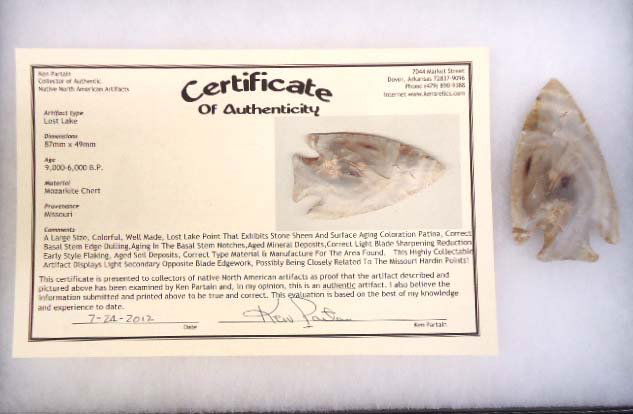 Ken Partain
Collector of Authentic
Native North American Artifacts
Certificate
Of Authenticity
7044 Market Street
Dover, Arkansas 72837-9096
Artifact type
Lost Lake
Dimensions
87mm x 49mm
Age
9,000-6,000 B.P.
Material
Mozarkite Chert
Provenance
Missouri
Comments
A Large Size, Colorful, Well Made, Lost Lake Point That Exhibits Stone Sheen And Surface Aging Coloration Patina, Correct
Basal Stem Edge Dulling,Aging In The Basal Stem Notches,Aged Mineral Deposits,Correct Light Blade Sharpening Reduction
Early Style Flaking, Aged Soil Deposits, Correct Type Material Is Manufacture For The Area Found. This Highly Collectable
Artifact Displays Light Secondary Opposite Blade Edgework, Possibly Being Closely Related To The Missouri Hardin Points!
This certificate is presented to collectors of native North American artifacts as proof that the artifact described and
pictured above has been examined by Ken Partain and, in my opinion, this is an authentic artifact. I also believe the
information submitted and printed above to be true and correct. This evaluation is based on the best of my knowledge
and experience to date.
7-24-2012 Ken Partain
Date Ken Partain